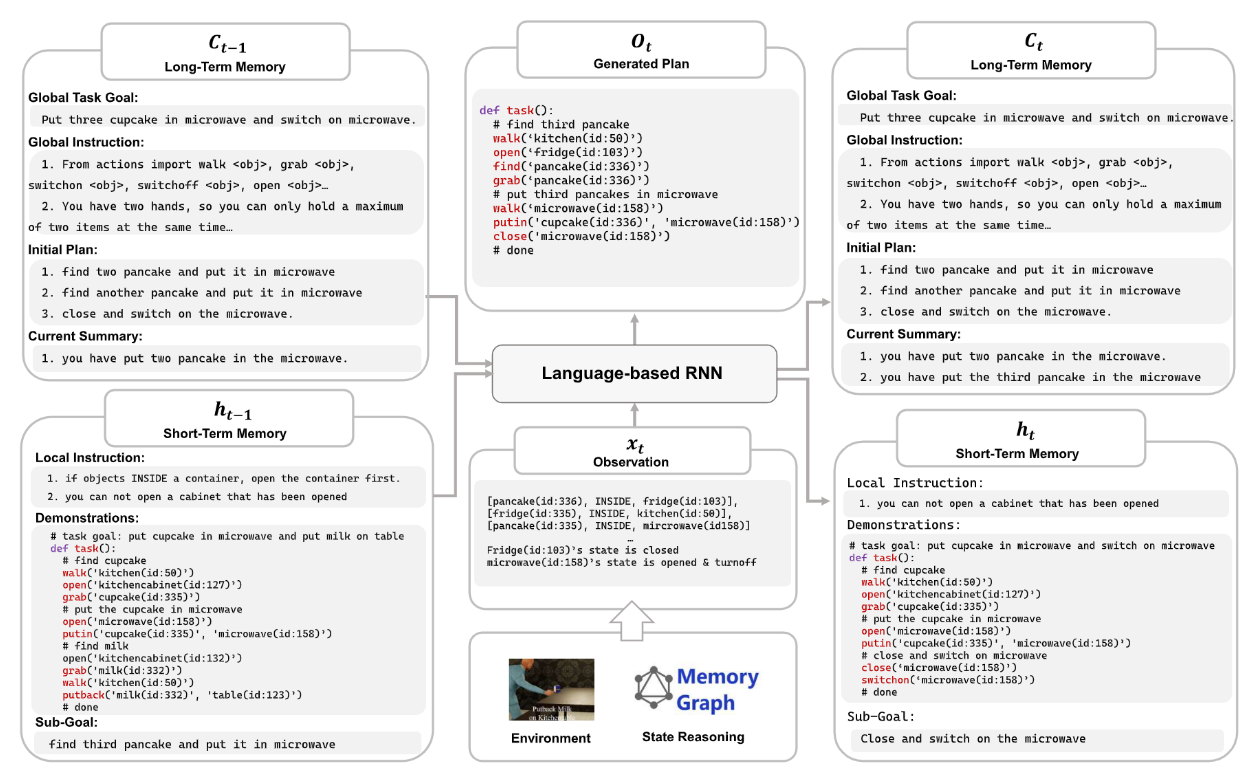 C_{t−1}
Long-Term Memory
Global Task Goal:
Put three cupcake in microwave and switch on microwave.
Global Instruction:
1. From actions import walk <obj>, grab <obj>,
switchon <obj>, switchoff <obj>, open <obj>…
2. You have two hands, so you can only hold a maximum
of two items at the same time…
Initial Plan:
1. find two pancake and put it in microwave
2. find another pancake and put it in microwave
3. close and switch on the microwave.
Current Summary:
1. you have put two pancake in the microwave.
h_{t−1}
Short-Term Memory
Local Instruction:
1. if objects INSIDE a container, open the container first.
2. you can not open a cabinet that has been opened
Demonstrations:
# task goal: put cupcake in microwave and put milk on table
def task():
# find cupcake
walk('kitchen(id:50)')
open('kitchencabinet(id:127)')
grab('cupcake(id:335)')
# put the cupcake in microwave
open('microwave(id:158)')
putin('cupcake(id:335)', 'microwave(id:158)')
# find milk
open('kitchencabinet(id:132)')
grab('milk(id:332)')
walk('kitchen(id:50)')
putback('milk(id:332)', 'table(id:123)')
# done
Sub-Goal:
find third pancake and put it in microwave
O_t
Generated Plan
def task():
# find third pancake
walk(‘kitchen(id:50)’)
open(‘fridge(id:103)’)
find(‘pancake(id:336)’)
grab(‘pancake(id:336)’)
# put third pancakes in microwave
walk(‘microwave(id:158)’)
putin('cupcake(id:336)', 'microwave(id:158)')
close('microwave(id:158)')
# done
Language-based RNN
x_t
Observation
[pancake(id:336), INSIDE, fridge(id:103)],
[fridge(id:335), INSIDE, kitchen(id:50)],
[pancake(id:335), INSIDE, mircrowave(id158)]
…
Fridge(id:103)’s state is closed
microwave(id:158)’s state is opened & turnoff
Putback Milk
on Kitchentable
Environment
Memory
Graph
State Reasoning
C_t
Long-Term Memory
Global Task Goal:
Put three cupcake in microwave and switch on microwave.
Global Instruction:
1. From actions import walk <obj>, grab <obj>,
switchon <obj>, switchoff <obj>, open <obj>…
2. You have two hands, so you can only hold a maximum
of two items at the same time…
Initial Plan:
1. find two pancake and put it in microwave
2. find another pancake and put it in microwave
3. close and switch on the microwave.
Current Summary:
1. you have put two pancake in the microwave.
2. you have put the third pancake in the microwave
h_t
Short-Term Memory
Local Instruction:
1. you can not open a cabinet that has been opened
Demonstrations:
# task goal: put cupcake in microwave and switch on microwave
def task():
# find cupcake
walk('kitchen(id:50)')
open('kitchencabinet(id:127)')
grab('cupcake(id:335)')
# put the cupcake in microwave
open('microwave(id:158)')
putin('cupcake(id:335)', 'microwave(id:158)')
# close and switch on microwave
close(‘microwave(id:158)’)
switchon(‘microwave(id:158)’)
# done
Sub-Goal:
Close and switch on the microwave